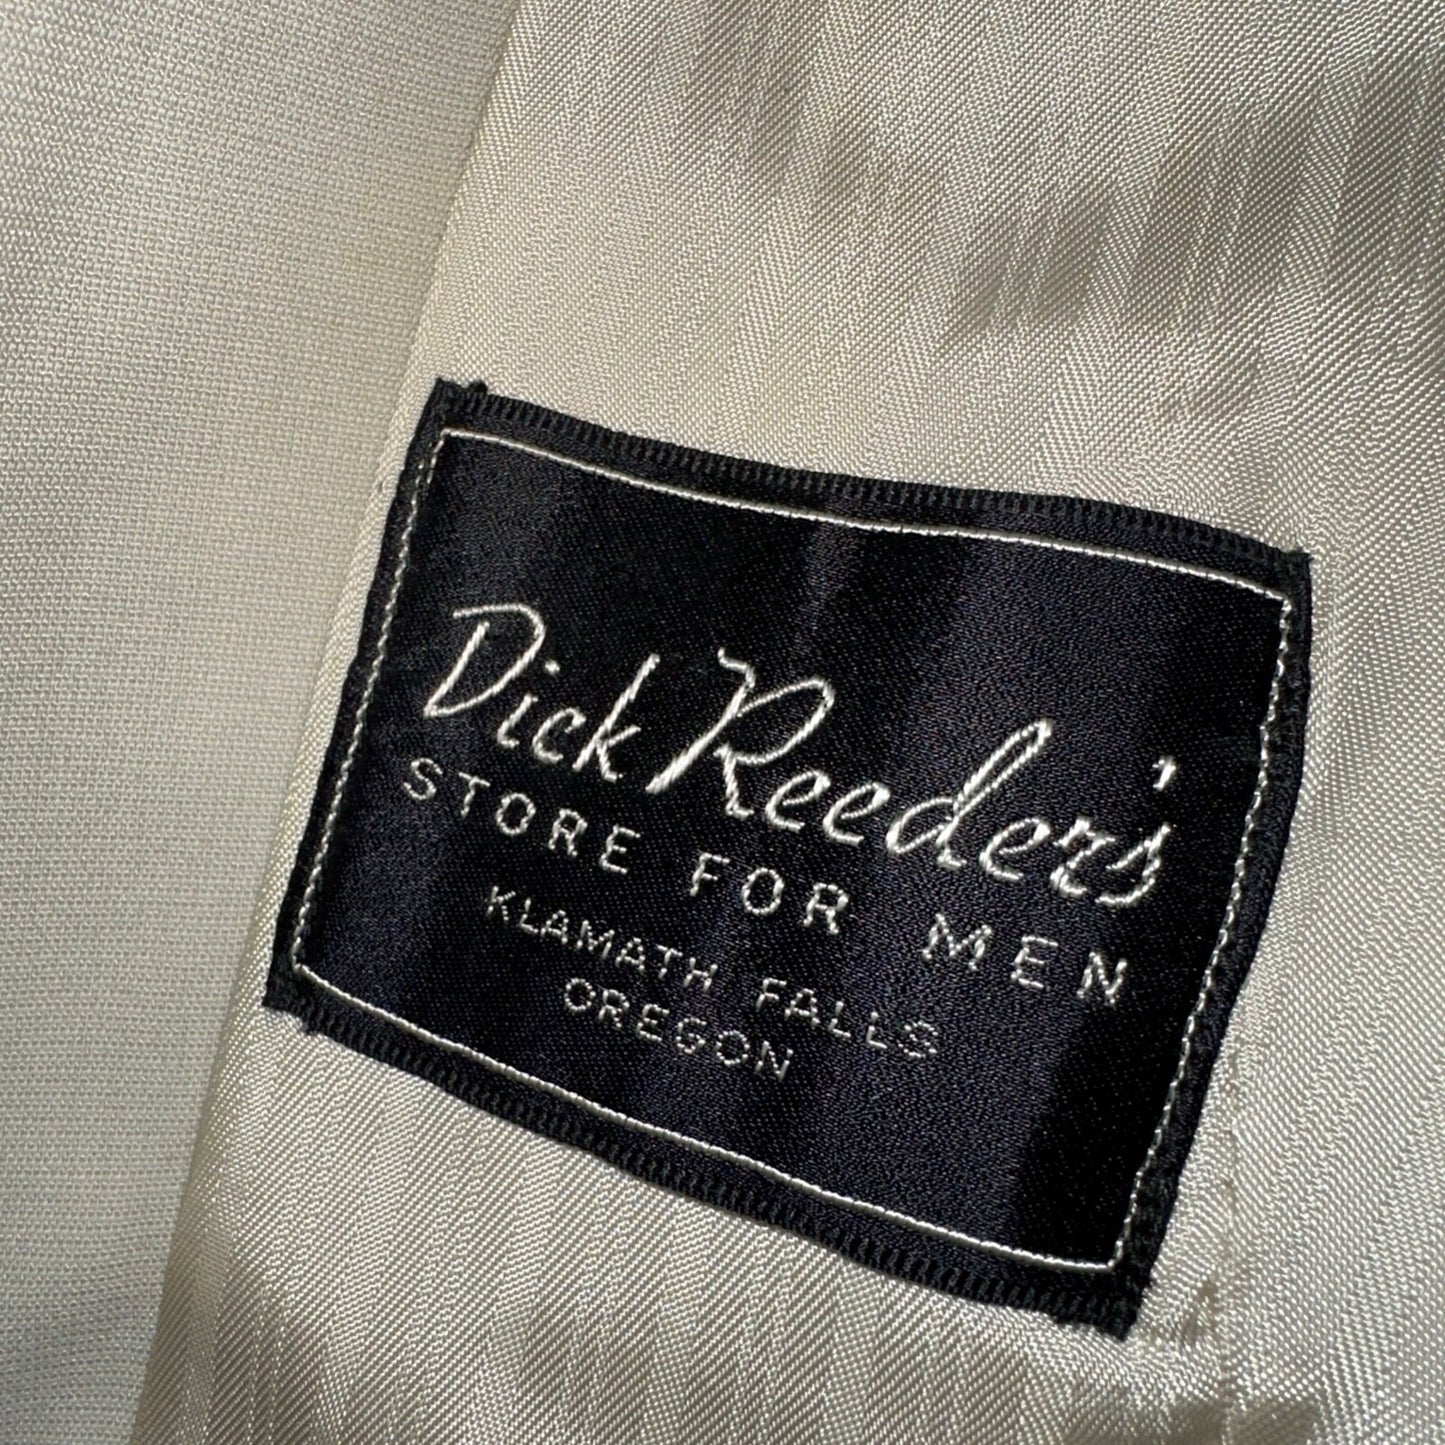 Dick Reeder's
STORE FOR MEN
KLAMATH FALLS
OREGON